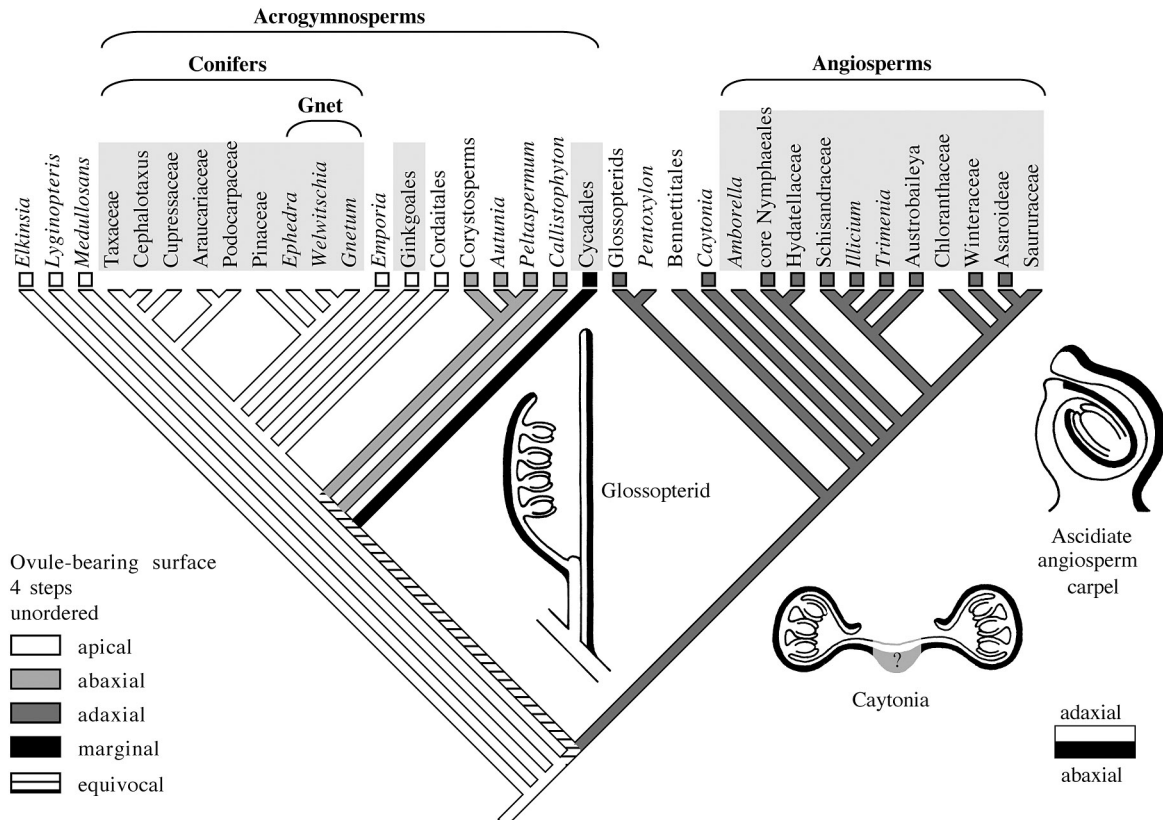 Acrogymnosperms
Conifers
Angiosperms
Gnet
Elkinsia
Lyginopteris
Medullosans
Taxaceae
Cephalotaxus
Cupressaceae
Araucariaceae
Podocarpaceae
Pinaceae
Ephedra
Welwitschia
Gnetum
Emporia
Ginkgoales
Cordaitales
Corystosperms
Autunia
Peltaspermum
Callistophyton
Cycadales
Glossopterids
Pentoxylon
Bennettitales
Caytonia
Amborella
core Nymphaeales
Hydatellaceae
Schisandraceae
Illicium
Trimenia
Austrobaileya
Chloranthaceae
Winteraceae
Asaroideae
Saururaceae
Glossopterid
Ascidiate
angiosperm
carpel
?
Caytonia
adaxial
abaxial
Ovule-bearing surface
4 steps
unordered
apical
abaxial
adaxial
marginal
equivocal